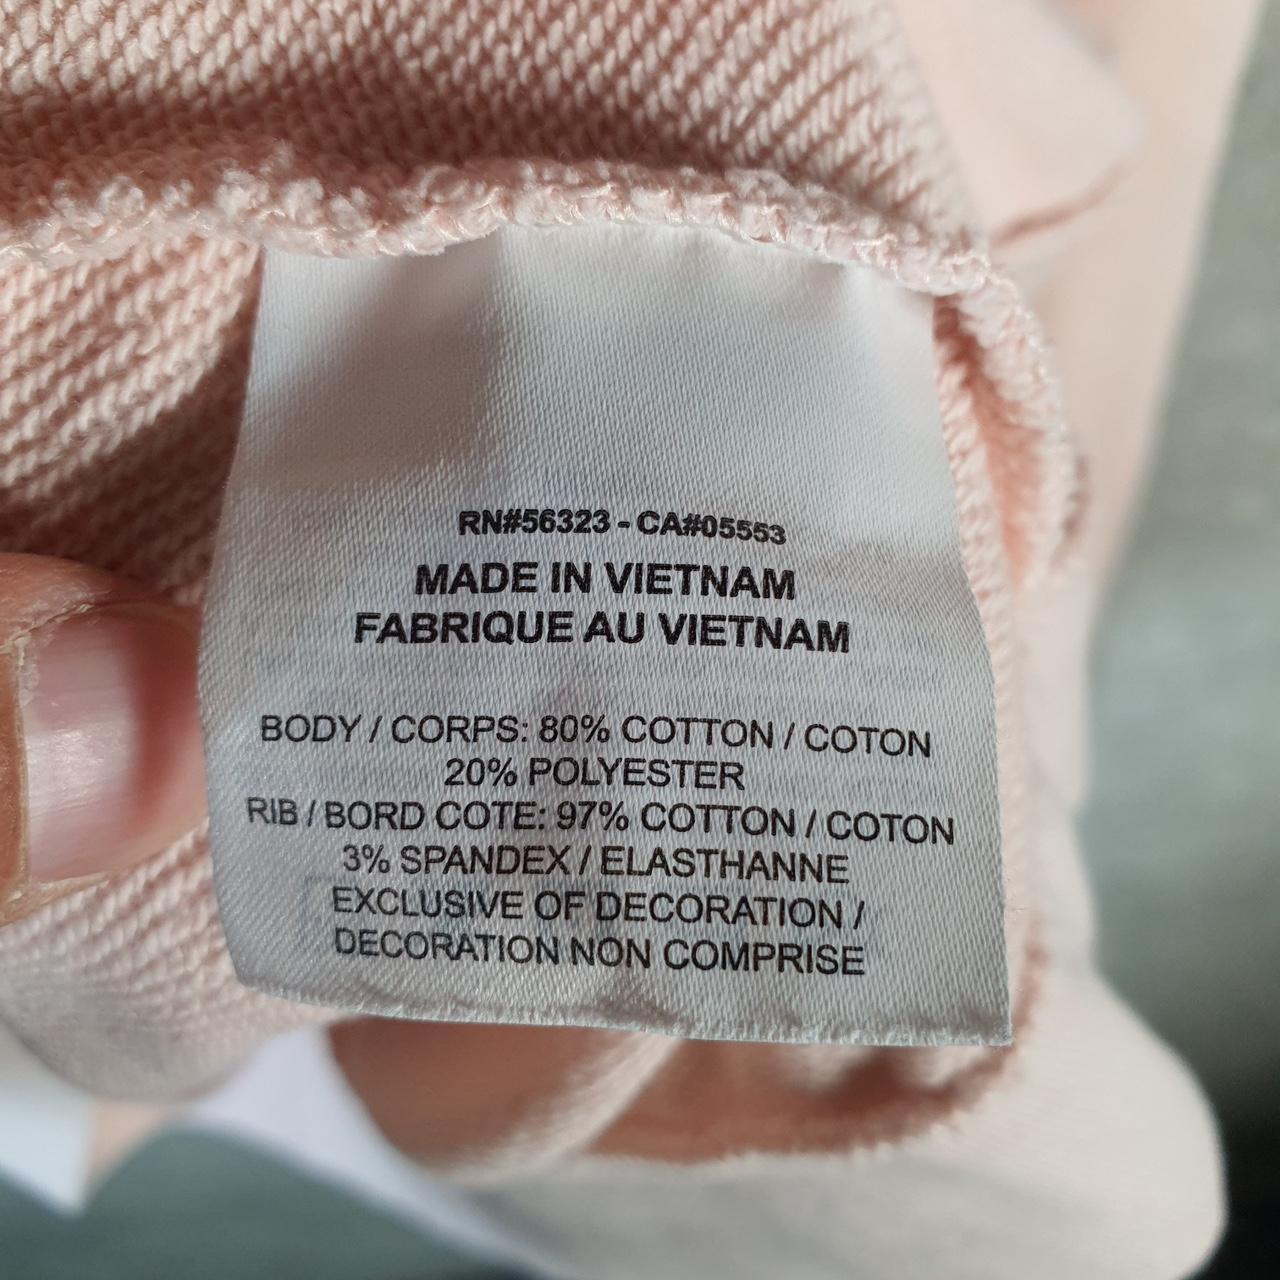 RN#56323 - CA#05553
MADE IN VIETNAM
FABRIQUE AU VIETNAM
BODY / CORPS: 80% COTTON / COTON
20% POLYESTER
RIB / BORD COTE: 97% COTTON / COTON
3% SPANDEX / ELASTHANNE
EXCLUSIVE OF DECORATION /
DECORATION NON COMPRISE